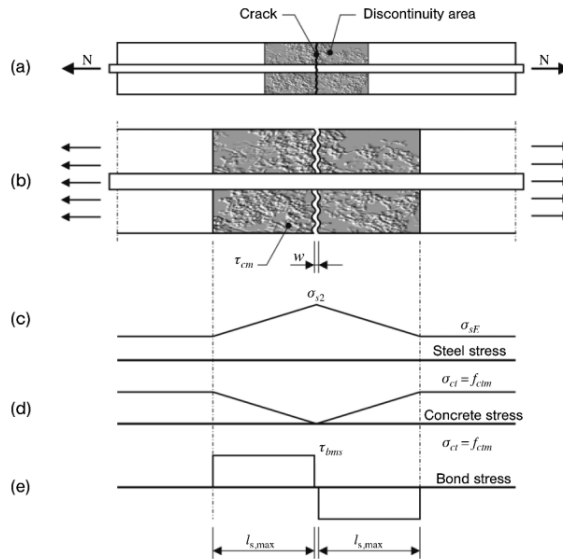 Crack
Discontinuity area
(a)
N
N
(b)
τcm
w
σs2
(c)
σsE
Steel stress
σct = fctm
(d)
Concrete stress
σct = fctm
τbms
Bond stress
(e)
ls,max
ls,max